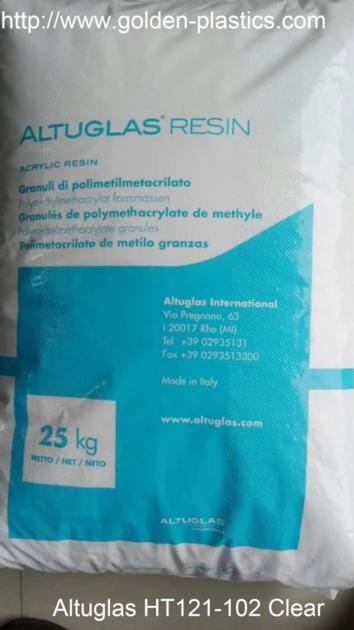 http://www.golden-plastics.com/
ALTUGLAS® RESIN
ACRYLIC RESIN
Granuli di polimetilmetacrilato
Polymethylmethacrylat formmassen
Granulés de polymethacrylate de methyle
Polymethylmethacrylate granules
Polimetacrilato de metilo granzas
Altuglas International
Via Pregnana, 63
I 20017 Rho (MI)
Tel +39 02935131
Fax +39 0293513300
Made in Italy
www.altuglas.com
25 kg
NETTO / NET / NETO
ALTUGLAS
Altuglas HT121-102 Clear